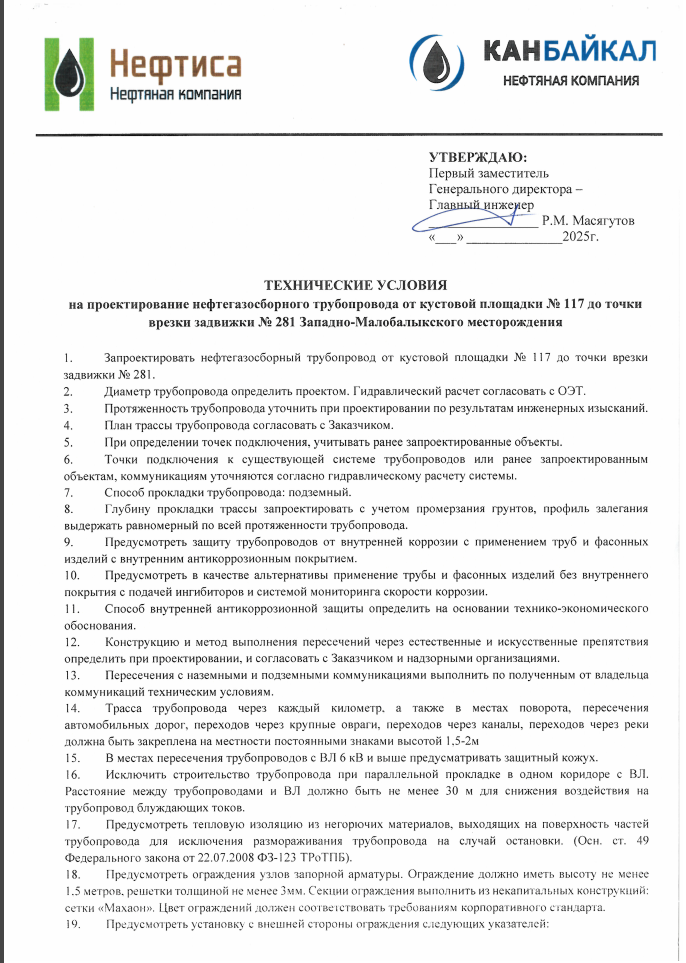 Нефтиса
Нефтяная компания
КАНБАЙКАЛ
НЕФТЯНАЯ КОМПАНИЯ
УТВЕРЖДАЮ:
Первый заместитель
Генерального директора –
Главный инженер
_________________ Р.М. Масягутов
«___» _______________2025г.
ТЕХНИЧЕСКИЕ УСЛОВИЯ
на проектирование нефтегазосборного трубопровода от кустовой площадки № 117 до точки
врезки задвижки № 281 Западно-Малобалыкского месторождения
1. Запроектировать нефтегазосборный трубопровод от кустовой площадки № 117 до точки врезки
задвижки № 281.
2. Диаметр трубопровода определить проектом. Гидравлический расчет согласовать с ОЭТ.
3. Протяженность трубопровода уточнить при проектировании по результатам инженерных изысканий.
4. План трассы трубопровода согласовать с Заказчиком.
5. При определении точек подключения, учитывать ранее запроектированные объекты.
6. Точки подключения к существующей системе трубопроводов или ранее запроектированным
объектам, коммуникациям уточняются согласно гидравлическому расчету системы.
7. Способ прокладки трубопровода: подземный.
8. Глубину прокладки трассы запроектировать с учетом промерзания грунтов, профиль залегания
выдержать равномерный по всей протяженности трубопровода.
9. Предусмотреть защиту трубопроводов от внутренней коррозии с применением труб и фасонных
изделий с внутренним антикоррозионным покрытием.
10. Предусмотреть в качестве альтернативы применение трубы и фасонных изделий без внутреннего
покрытия с подачей ингибиторов и системой мониторинга скорости коррозии.
11. Способ внутренней антикоррозионной защиты определить на основании технико-экономического
обоснования.
12. Конструкцию и метод выполнения пересечений через естественные и искусственные препятствия
определить при проектировании, и согласовать с Заказчиком и надзорными организациями.
13. Пересечения с наземными и подземными коммуникациями выполнить по полученным от владельца
коммуникаций техническим условиям.
14. Трасса трубопровода через каждый километр, а также в местах поворота, пересечения
автомобильных дорог, переходов через крупные овраги, переходов через каналы, переходов через реки
должна быть закреплена на местности постоянными знаками высотой 1,5-2м
15. В местах пересечения трубопроводов с ВЛ 6 кВ и выше предусматривать защитный кожух.
16. Исключить строительство трубопровода при параллельной прокладке в одном коридоре с ВЛ.
Расстояние между трубопроводами и ВЛ должно быть не менее 30 м для снижения воздействия на
трубопровод блуждающих токов.
17. Предусмотреть тепловую изоляцию из негорючих материалов, выходящих на поверхность частей
трубопровода для исключения размораживания трубопровода на случай остановки. (Осн. ст. 49
Федерального закона от 22.07.2008 ФЗ-123 ТРоТПБ).
18. Предусмотреть ограждения узлов запорной арматуры. Ограждение должно иметь высоту не менее
1.5 метров, решетки толщиной не менее 3мм. Секции ограждения выполнить из некапитальных конструкций:
сетки «Махаон». Цвет ограждений должен соответствовать требованиям корпоративного стандарта.
19. Предусмотреть установку с внешней стороны ограждения следующих указателей: